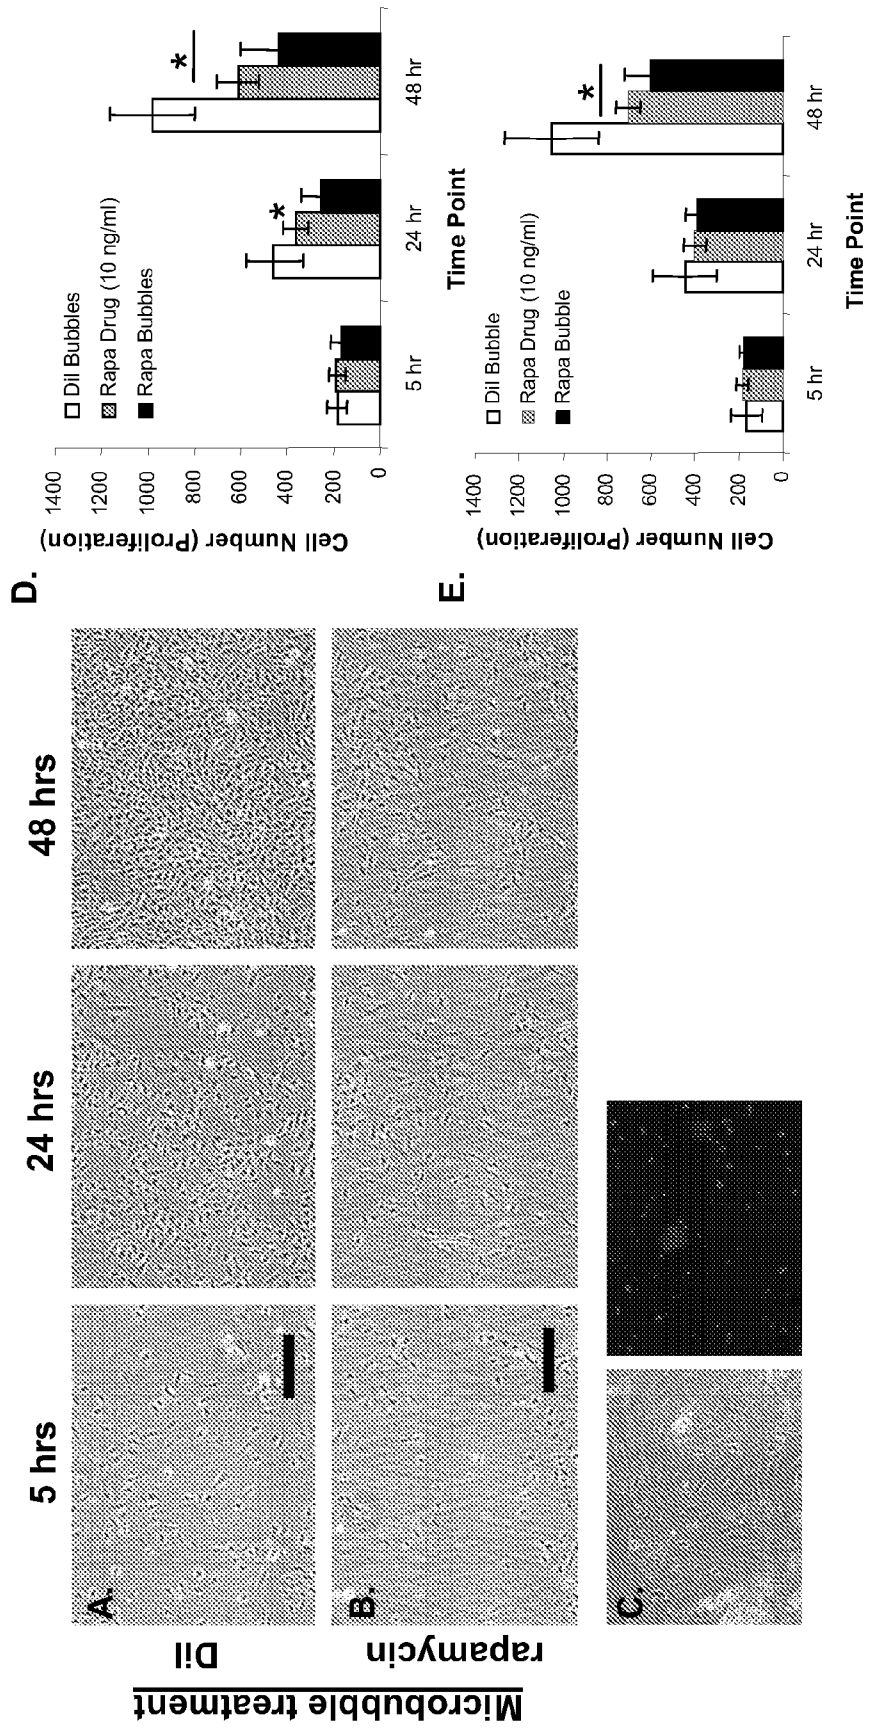 Microbubble treatment
DiI
rapamycin
5 hrs
24 hrs
48 hrs
A.
B.
C.
D.
Cell Number (Proliferation)
1400
1200
1000
800
600
400
200
0
DiI Bubbles
Rapa Drug (10 ng/ml)
Rapa Bubbles
*
*
5 hr
24 hr
48 hr
Time Point
E.
Cell Number (Proliferation)
1400
1200
1000
800
600
400
200
0
DiI Bubble
Rapa Drug (10 ng/ml)
Rapa Bubble
*
5 hr
24 hr
48 hr
Time Point